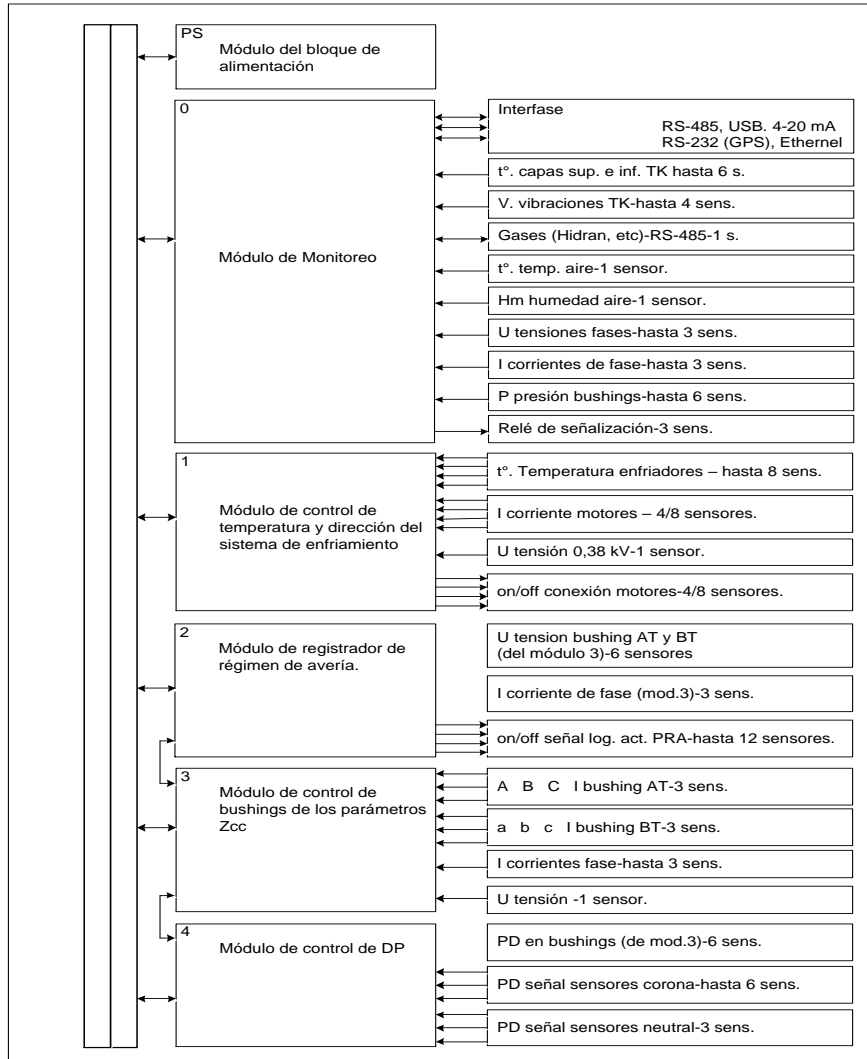 PS
Módulo del bloque de
alimentación
0
Módulo de Monitoreo
Interfase
RS-485, USB. 4-20 mA
RS-232 (GPS), Ethernel
t°. capas sup. e inf. TK hasta 6 s.
V. vibraciones TK-hasta 4 sens.
Gases (Hidran, etc)-RS-485-1 s.
t°. temp. aire-1 sensor.
Hm humedad aire-1 sensor.
U tensiones fases-hasta 3 sens.
I corrientes de fase-hasta 3 sens.
P presión bushings-hasta 6 sens.
Relé de señalización-3 sens.
1
Módulo de control de
temperatura y dirección del
sistema de enfriamiento
t°. Temperatura enfriadores – hasta 8 sens.
I corriente motores – 4/8 sensores.
U tensión 0,38 kV-1 sensor.
on/off conexión motores-4/8 sensores.
2
Módulo de registrador de
régimen de avería.
U tension bushing AT y BT
(del módulo 3)-6 sensores
I corriente de fase (mod.3)-3 sens.
on/off señal log. act. PRA-hasta 12 sensores.
3
Módulo de control de
bushings de los parámetros
Zcc
A B C I bushing AT-3 sens.
a b c I bushing BT-3 sens.
I corrientes fase-hasta 3 sens.
U tensión -1 sensor.
4
Módulo de control de DP
PD en bushings (de mod.3)-6 sens.
PD señal sensores corona-hasta 6 sens.
PD señal sensores neutral-3 sens.